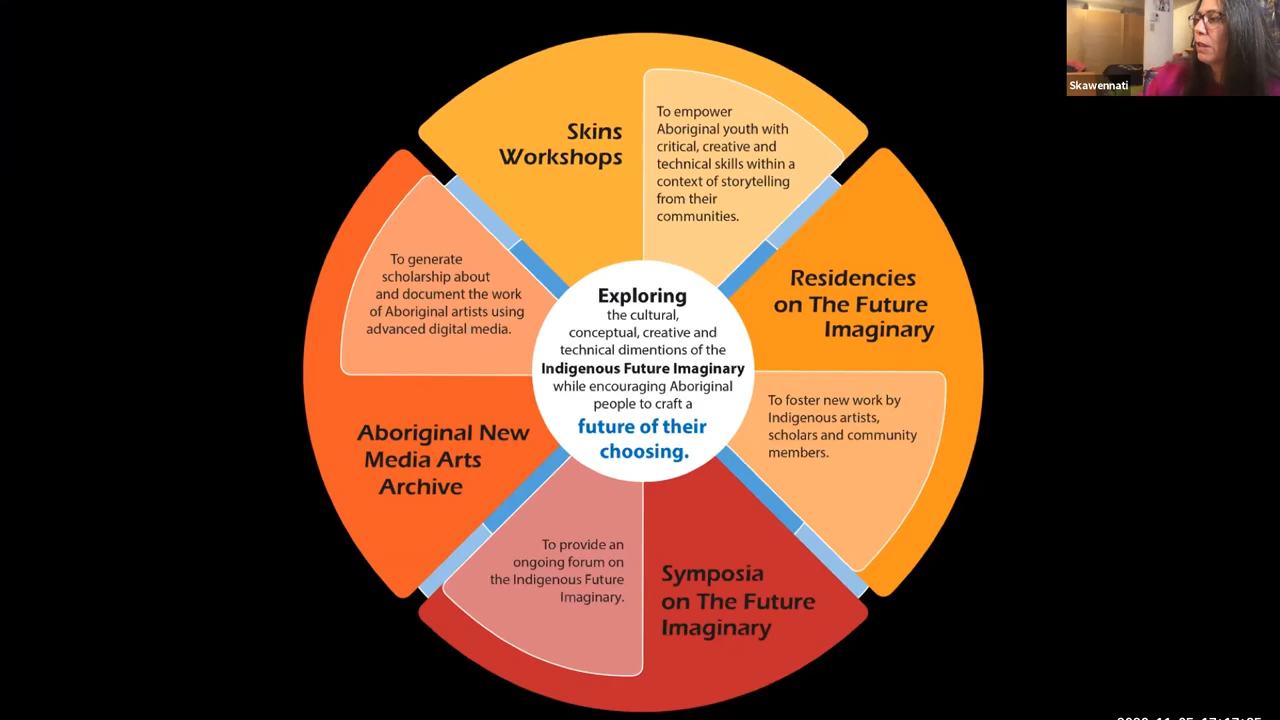 Skawennati
Skins
Workshops
To empower
Aboriginal youth with
critical, creative and
technical skills within a
context of storytelling
from their
communities.
Residencies
on The Future
Imaginary
To foster new work by
Indigenous artists,
scholars and community
members.
Symposia
on The Future
Imaginary
To provide an
ongoing forum on
the Indigenous Future
Imaginary.
Aboriginal New
Media Arts
Archive
To generate
scholarship about
and document the work
of Aboriginal artists using
advanced digital media.
Exploring
the cultural,
conceptual, creative and
technical dimentions of the
Indigenous Future Imaginary
while encouraging Aboriginal
people to craft a
future of their
choosing.